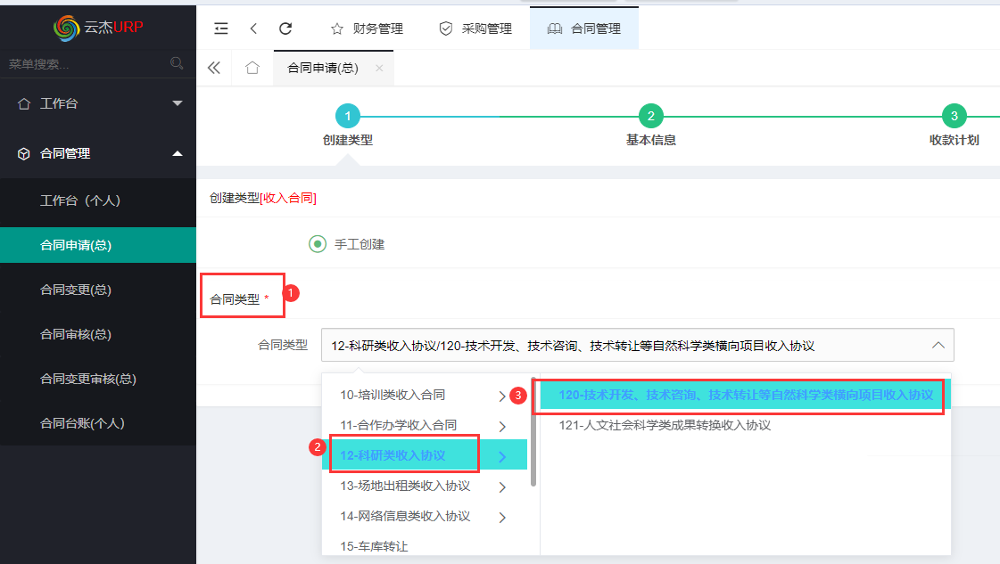 云杰URP
菜单搜索...
工作台
合同管理
工作台（个人）
合同申请(总)
合同变更(总)
合同审核(总)
合同变更审核(总)
合同台账(个人)
财务管理
采购管理
合同管理
合同申请(总)
1
2
3
创建类型
基本信息
收款计划
创建类型[收入合同]
手工创建
合同类型 *
1
合同类型
12-科研类收入协议/120-技术开发、技术咨询、技术转让等自然科学类横向项目收入协议
10-培训类收入合同
11-合作办学收入合同
2
12-科研类收入协议
13-场地出租类收入协议
14-网络信息类收入协议
15-车库转让
3
120-技术开发、技术咨询、技术转让等自然科学类横向项目收入协议
121-人文社会科学类成果转换收入协议